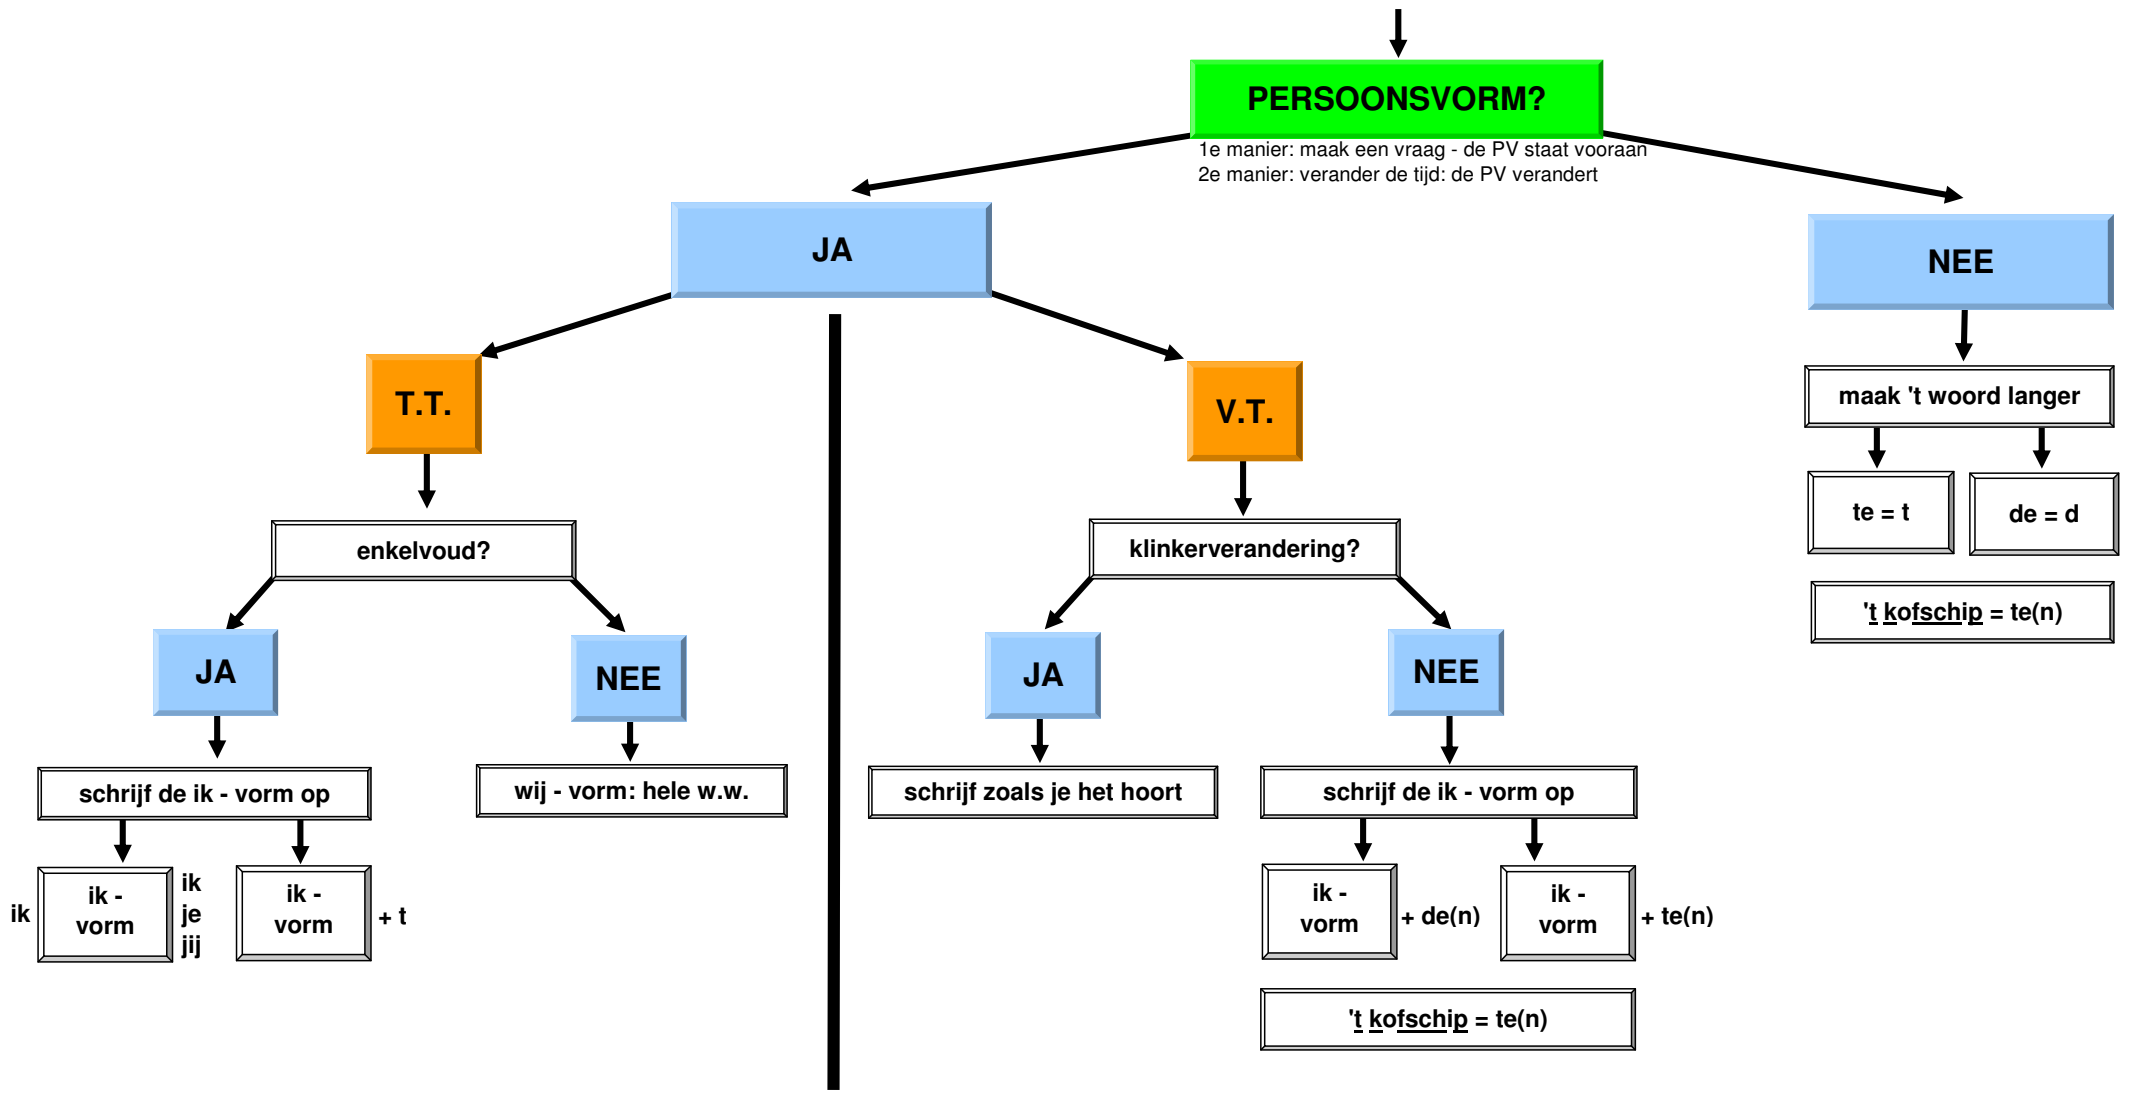 PERSOONSVORM?
1e manier: maak een vraag - de PV staat vooraan
2e manier: verander de tijd: de PV verandert
JA
NEE
T.T.
V.T.
maak 't woord langer
te = t
de = d
't kofschip = te(n)
enkelvoud?
klinkerverandering?
JA
NEE
JA
NEE
schrijf de ik - vorm op
wij - vorm: hele w.w.
schrijf zoals je het hoort
schrijf de ik - vorm op
ik
ik -
vorm
ik
je
jij
ik -
vorm
+ t
ik -
vorm
+ de(n)
ik -
vorm
+ te(n)
't kofschip = te(n)